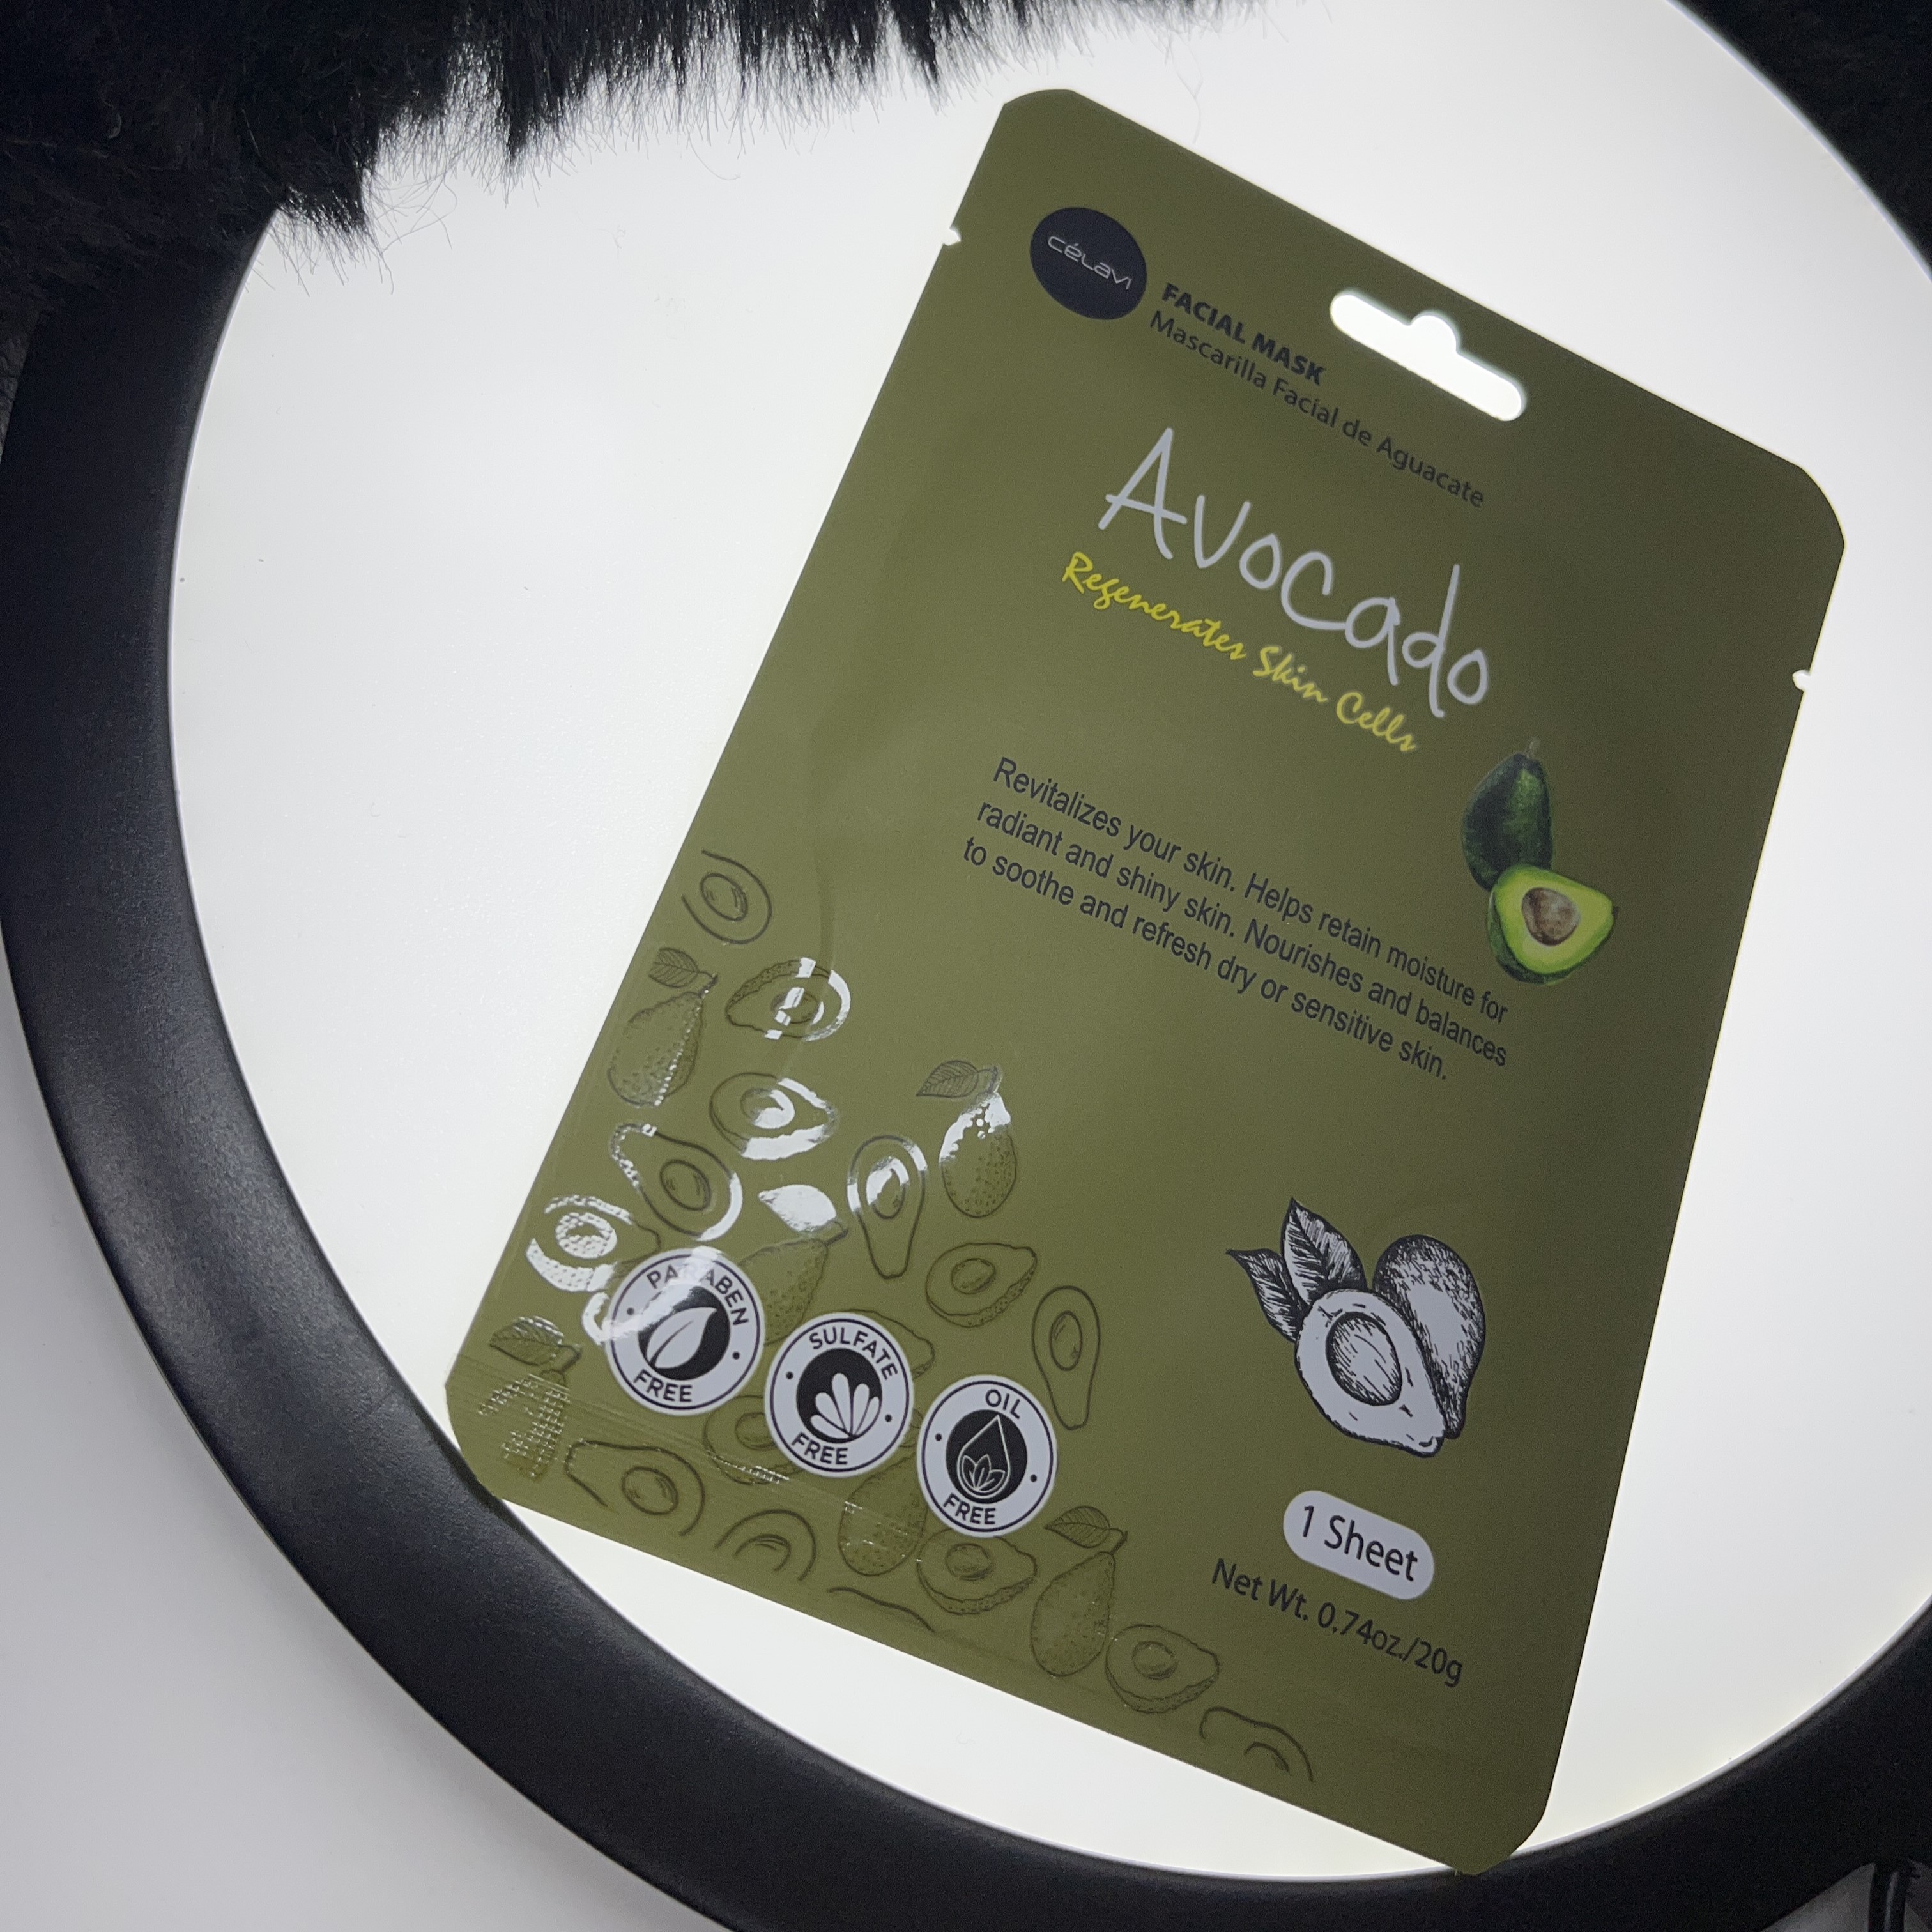 céLavi
FACIAL MASK
Mascarilla Facial de Aguacate
Avocado
Regenerates Skin Cells
Revitalizes your skin. Helps retain moisture for
radiant and shiny skin. Nourishes and balances
to soothe and refresh dry or sensitive skin.
PARABEN
FREE
SULFATE
FREE
OIL
FREE
1 Sheet
Net Wt. 0.74oz./20g